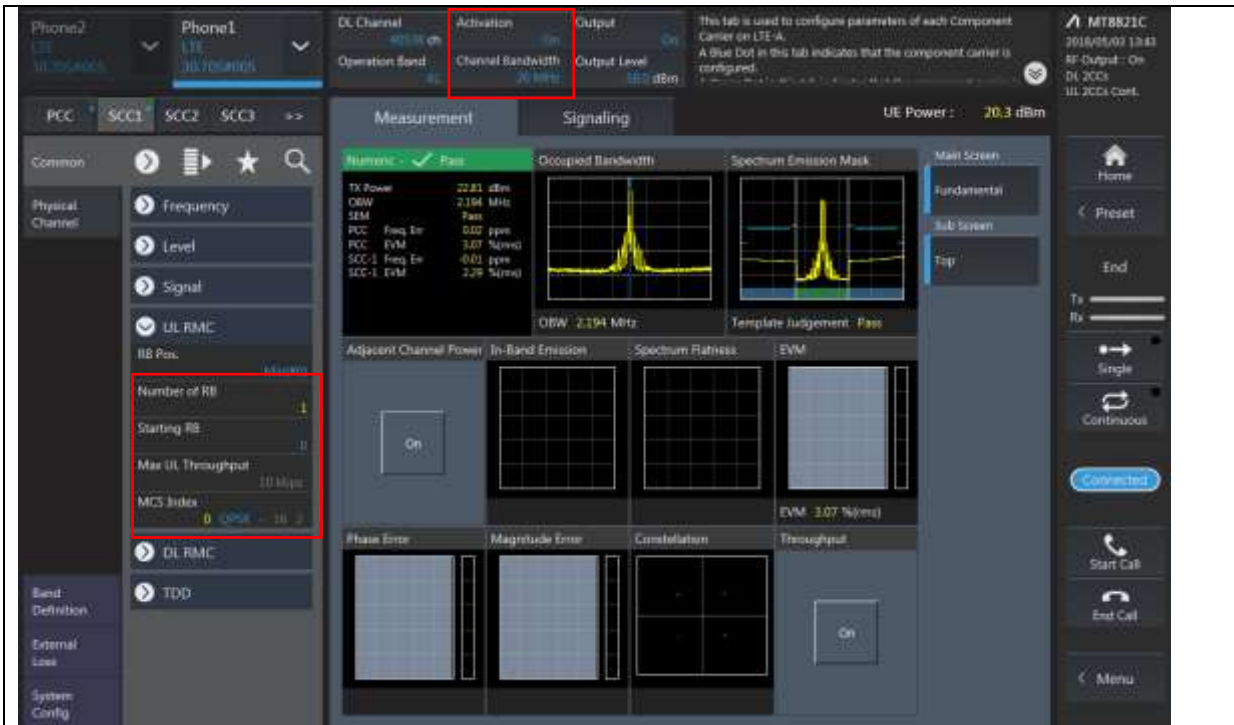 Phone2
LTE
Phone1
LTE
DL Channel
ch
Activation
On
Output
On
Operation Band
Channel Bandwidth
20 MHz
Output Level
dBm
This tab is used to configure parameters of each Component
Carrier on LTE-A.
A Blue Dot in this tab indicates that the component carrier is
configured.
MT8821C
2018/05/03 13:43
RF Output : On
DL 2CCs
UL 2CCs Cont.
PCC
SCC1
SCC2
SCC3
>>
Measurement
Signaling
UE Power : 20.3 dBm
Common
Physical
Channel
Frequency
Level
Signal
UL RMC
RB Pos.
Number of RB
1
Starting RB
0
Max UL Throughput
MCS Index
0 QPSK
DL RMC
TDD
Band
Definition
External
Loss
System
Config
Numeric - Pass
TX Power 22.81 dBm
OBW 2.194 MHz
SEM Pass
PCC Freq. Err 0.02 ppm
PCC EVM 3.07 %(rms)
SCC-1 Freq. Err -0.01 ppm
SCC-1 EVM 2.29 %(rms)
Occupied Bandwidth
OBW 2.194 MHz
Spectrum Emission Mask
Template Judgement Pass
Main Screen
Fundamental
Sub Screen
Top
Adjacent Channel Power
On
In-Band Emission
Spectrum Flatness
EVM
EVM 3.07 %(rms)
Phase Error
Magnitude Error
Constellation
Throughput
On
Home
Preset
End
Tx
Rx
Single
Continuous
Connected
Start Call
End Call
Menu